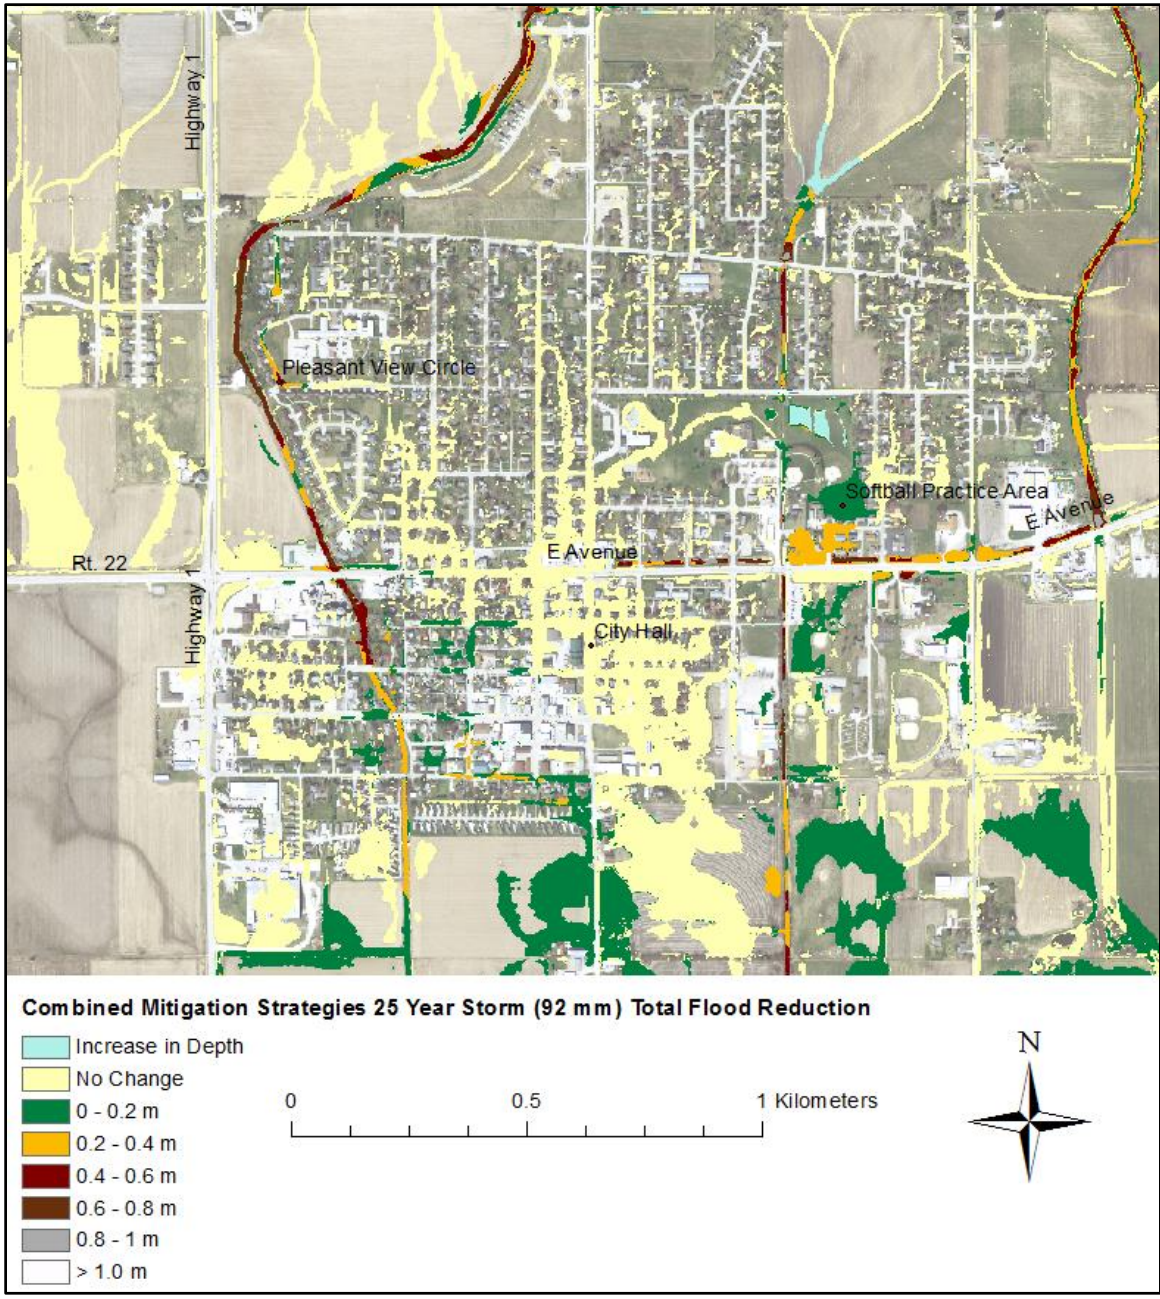 Highway 1
Pleasant View Circle
Softball Practice Area
E Avenue
E Avenue
Rt. 22
Highway 1
City Hall
Combined Mitigation Strategies 25 Year Storm (92 mm) Total Flood Reduction
Increase in Depth
No Change
0 - 0.2 m
0.2 - 0.4 m
0.4 - 0.6 m
0.6 - 0.8 m
0.8 - 1 m
> 1.0 m
0 0.5 1 Kilometers
N